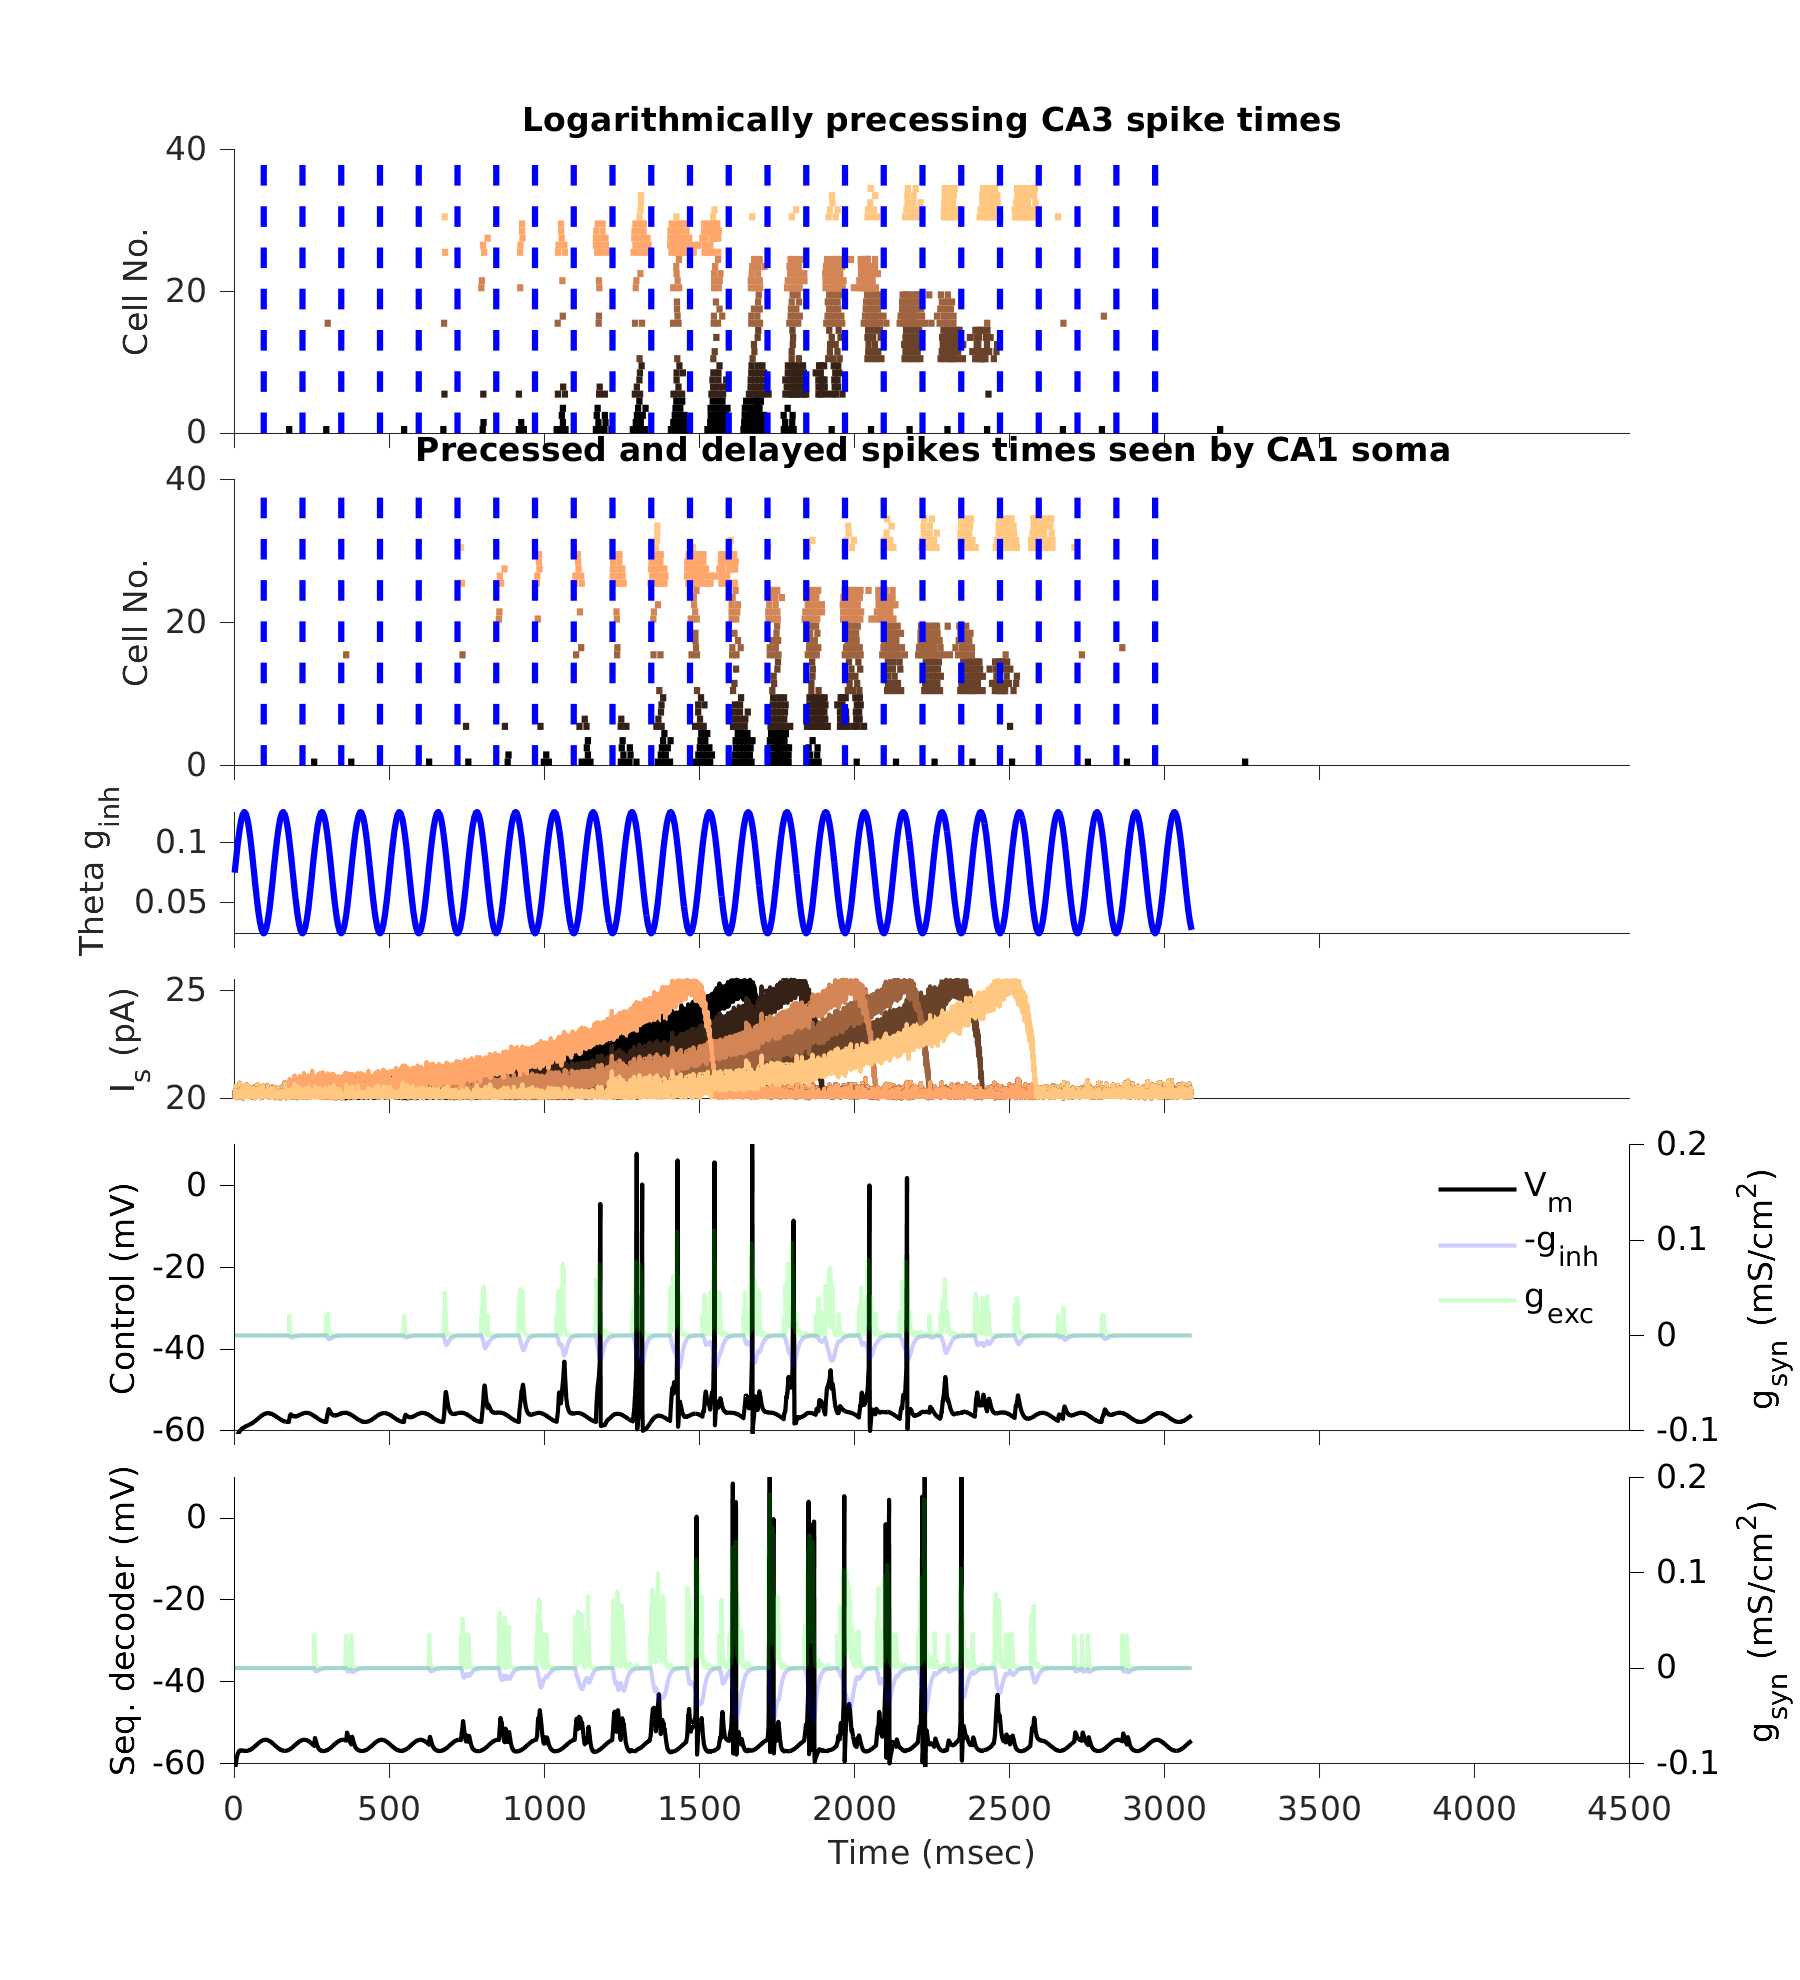 Logarithmically precessing CA3 spike times
40
20
0
Cell No.
Precessed and delayed spikes times seen by CA1 soma
40
20
0
Cell No.
0.1
0.05
Theta g_inh
25
20
I_s (pA)
0
-20
-40
-60
Control (mV)
V_m
-g_inh
g_exc
0.2
0.1
0
-0.1
g_syn (mS/cm²)
0
-20
-40
-60
Seq. decoder (mV)
0.2
0.1
0
-0.1
g_syn (mS/cm²)
0 500 1000 1500 2000 2500 3000 3500 4000 4500
Time (msec)